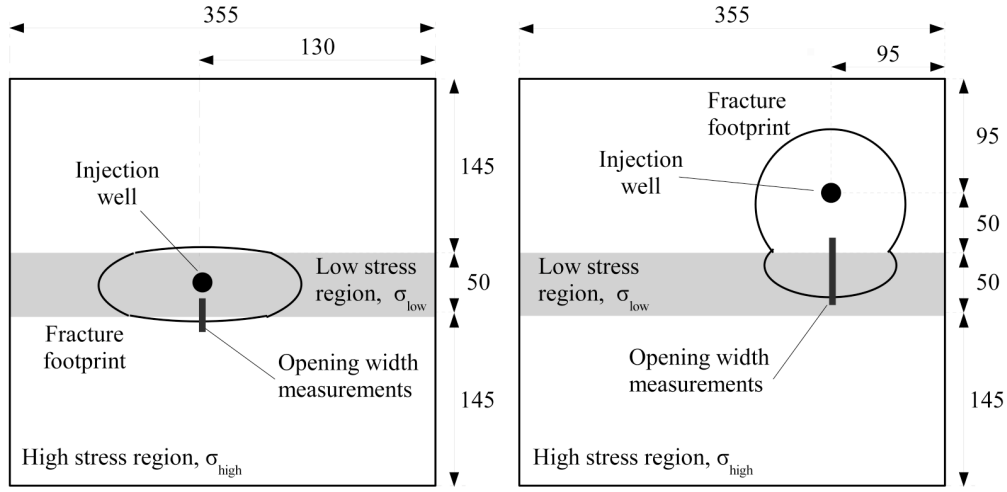 355
130
Injection
well
145
Low stress
region, σlow
50
Fracture
footprint
Opening width
measurements
145
High stress region, σhigh
355
95
Fracture
footprint
95
Injection
well
50
Low stress
region, σlow
50
Opening width
measurements
145
High stress region, σhigh